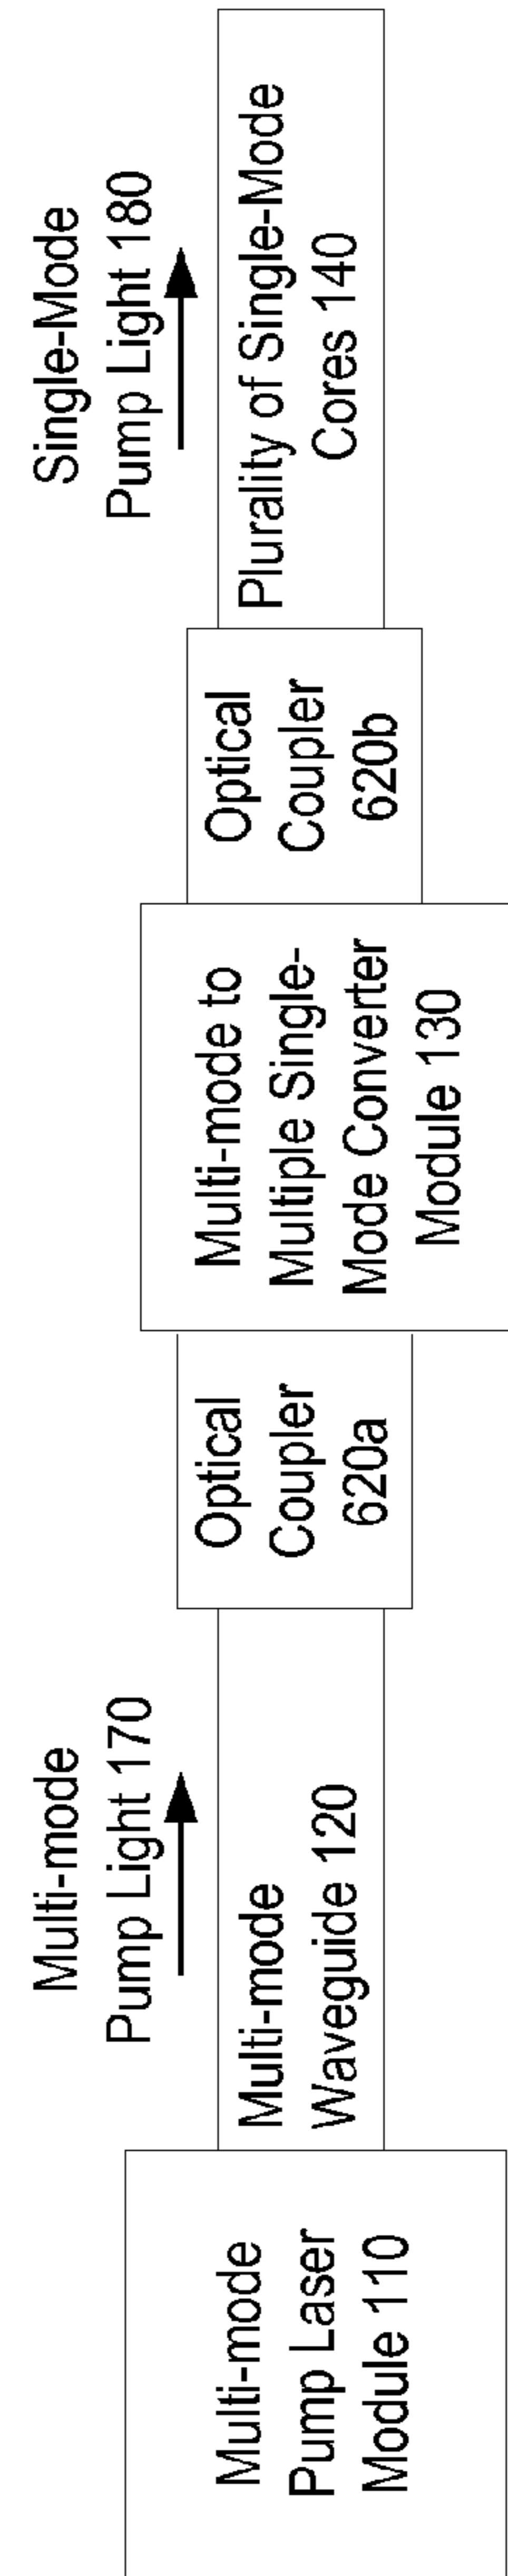 Multi-mode
Pump Laser
Module 110
Multi-mode
Pump Light 170
Multi-mode
Waveguide 120
Optical
Coupler
620a
Multi-mode to
Multiple Single-
Mode Converter
Module 130
Optical
Coupler
620b
Single-Mode
Pump Light 180
Plurality of Single-Mode
Cores 140